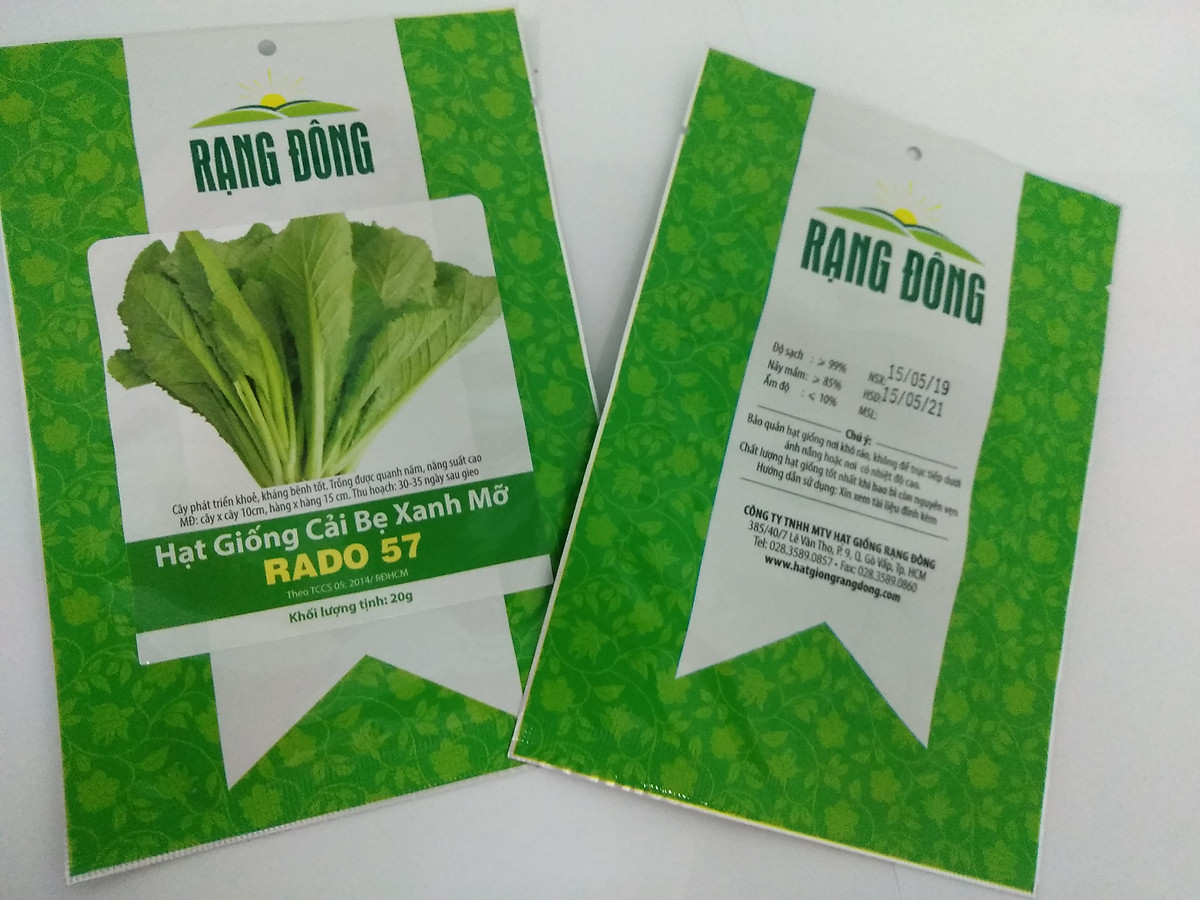 RẠNG ĐÔNG
Cây phát triển khoẻ, kháng bệnh tốt. Trồng được quanh năm, năng suất cao
MĐ: cây x cây 10cm, hàng x hàng 15 cm. Thu hoạch: 30-35 ngày sau gieo
Hạt Giống Cải Bẹ Xanh Mỡ
RADO 57
Theo TCCS 05: 2014/ RĐHCM
Khối lượng tịnh: 20g
RẠNG ĐÔNG
Độ sạch : ⩾ 99%
Nảy mầm: ⩾ 85%
Ẩm độ : ⩽ 10%
NSX: 15/05/19
HSD: 15/05/21
MSL:
Chú ý:
Bảo quản hạt giống nơi khô ráo, không để trực tiếp dưới
ánh nắng hoặc nơi có nhiệt độ cao.
Chất lượng hạt giống tốt nhất khi bao bì còn nguyên vẹn
Hướng dẫn sử dụng: Xin xem tài liệu đính kèm
CÔNG TY TNHH MTV HẠT GIỐNG RẠNG ĐÔNG
385/40/7 Lê Văn Thọ, P. 9, Q. Gò Vấp, Tp. HCM
Tel: 028.3589.0857 • Fax: 028.3589.0860
www.hatgiongrangdong.com